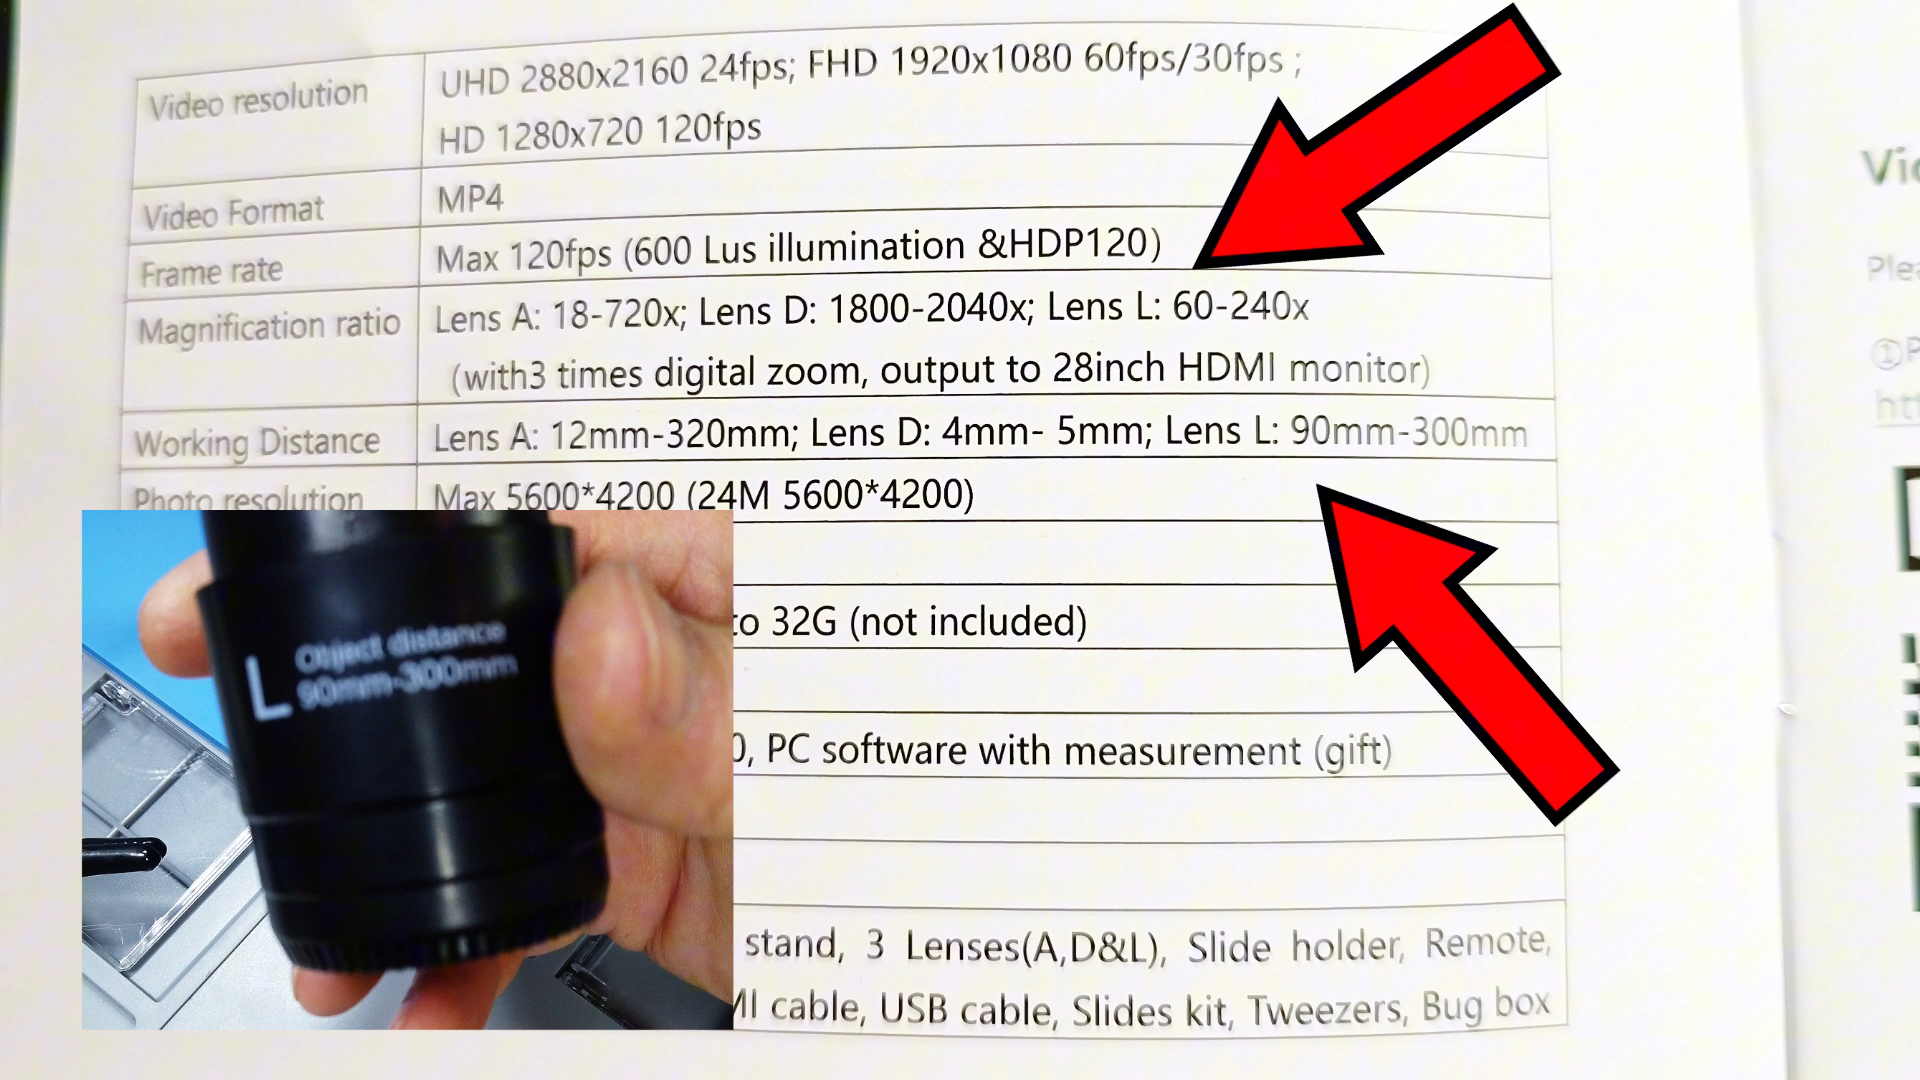 Video resolution
UHD 2880x2160 24fps; FHD 1920x1080 60fps/30fps ;
HD 1280x720 120fps
Video Format
MP4
Frame rate
Max 120fps (600 Lus illumination &HDP120)
Magnification ratio
Lens A: 18-720x; Lens D: 1800-2040x; Lens L: 60-240x
(with3 times digital zoom, output to 28inch HDMI monitor)
Working Distance
Lens A: 12mm-320mm; Lens D: 4mm- 5mm; Lens L: 90mm-300mm
Photo resolution
Max 5600*4200 (24M 5600*4200)
to 32G (not included)
, PC software with measurement (gift)
stand, 3 Lenses(A,D&L), Slide holder, Remote,
cable, USB cable, Slides kit, Tweezers, Bug box
L Object distance
90mm-300mm
①